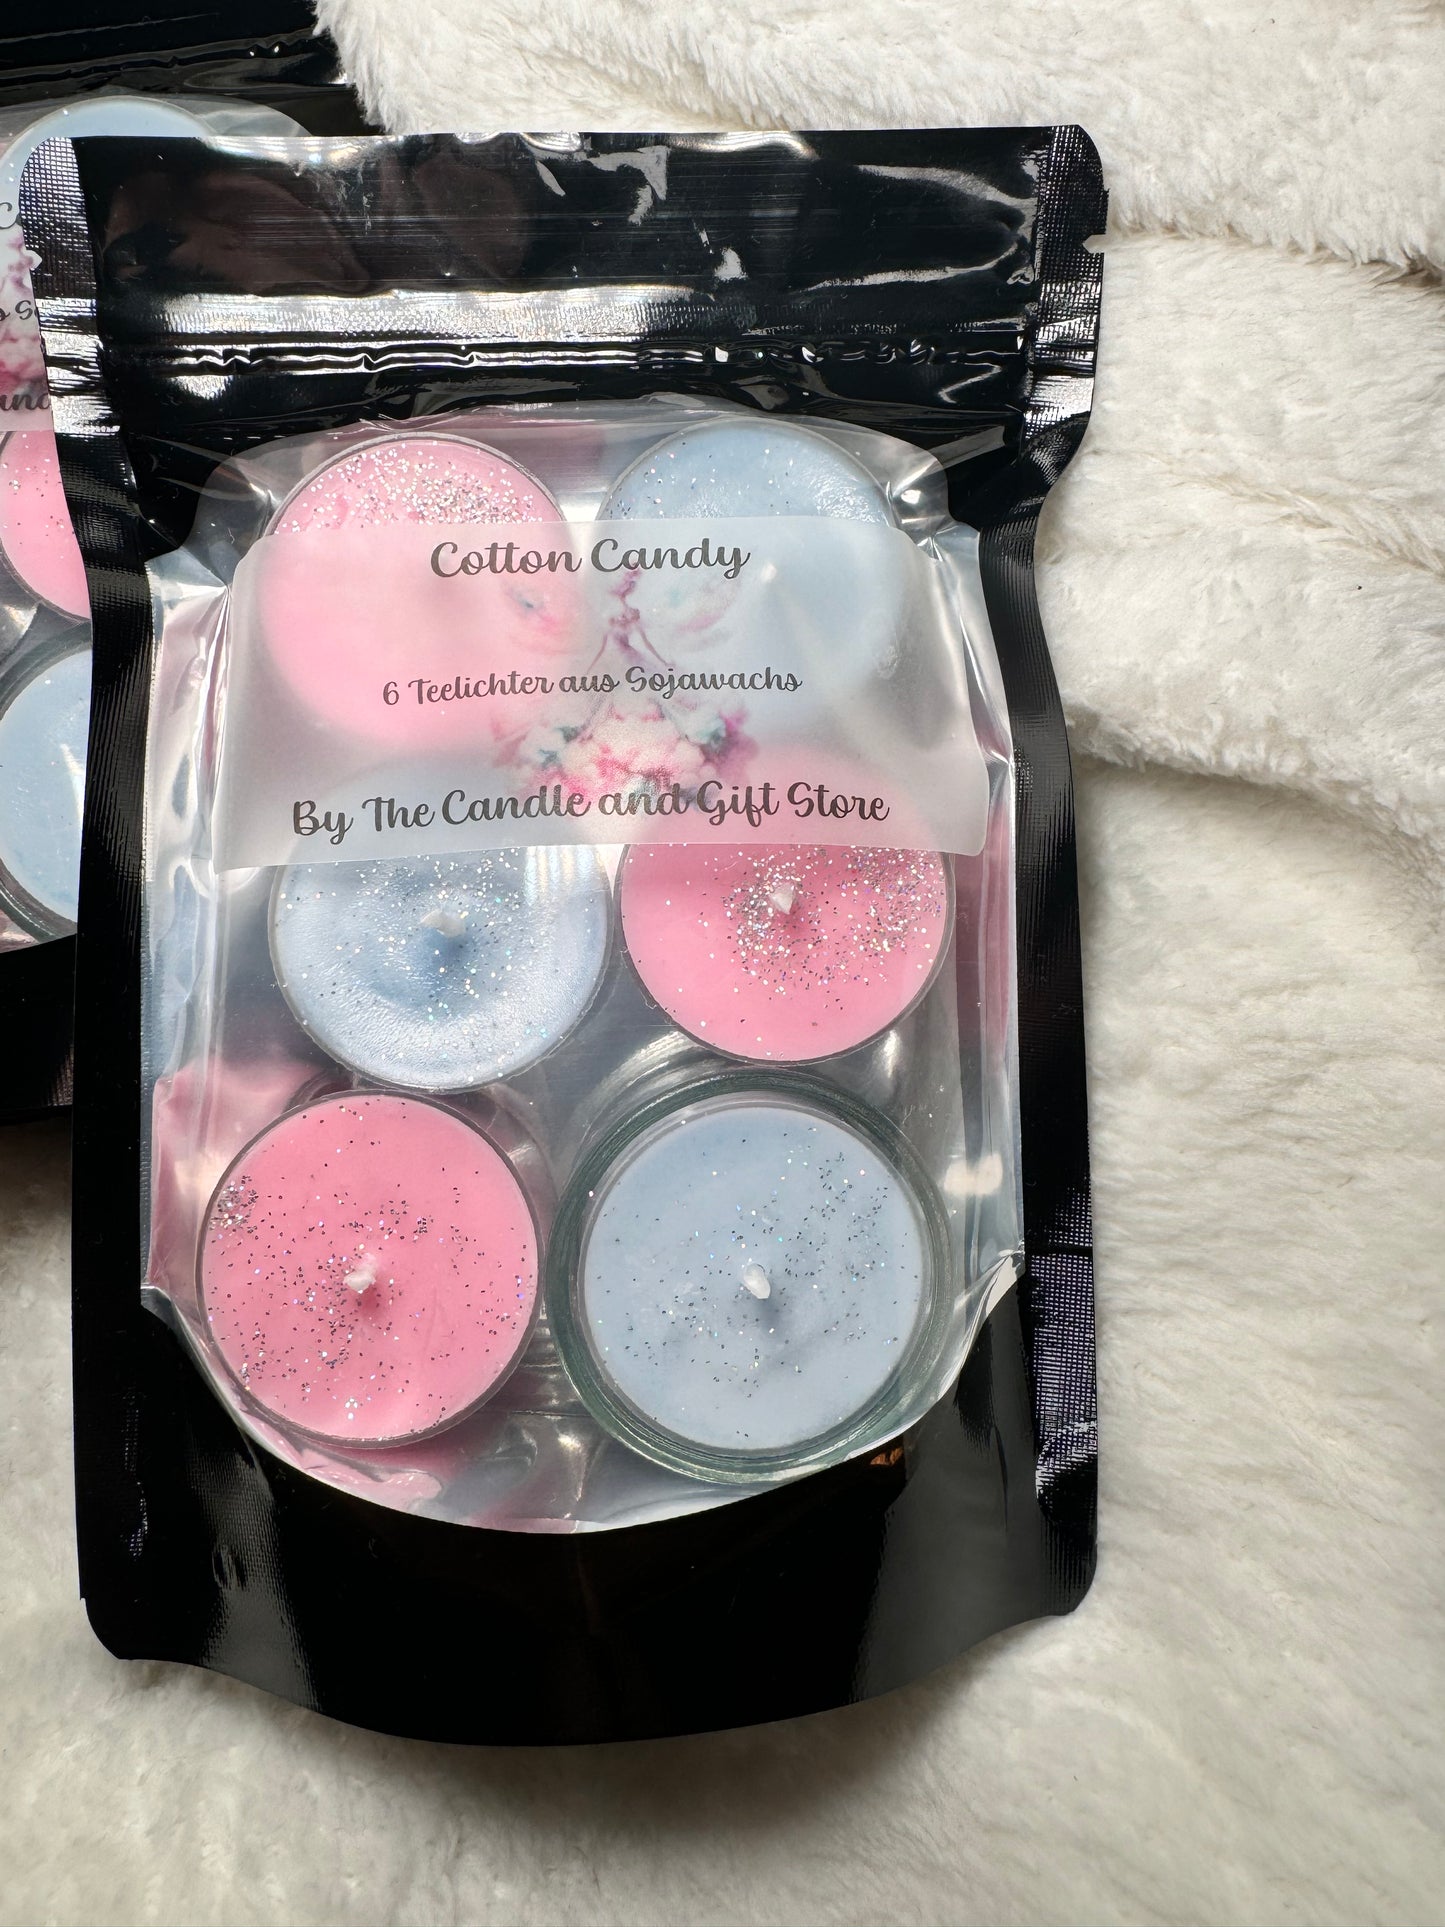 Cotton Candy
6 Teelichter aus Sojawachs
By The Candle and Gift Store